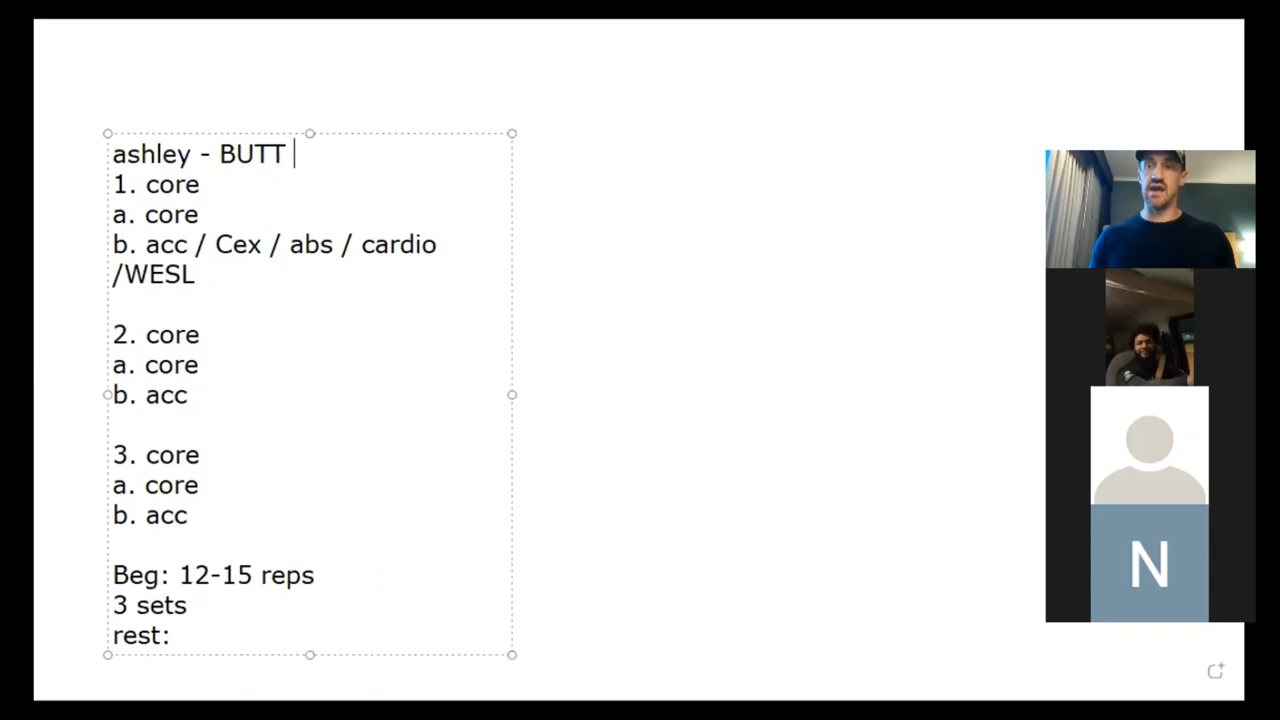 ashley - BUTT
1. core
a. core
b. acc / Cex / abs / cardio
/WESL
2. core
a. core
b. acc
3. core
a. core
b. acc
Beg: 12-15 reps
3 sets
rest:
N